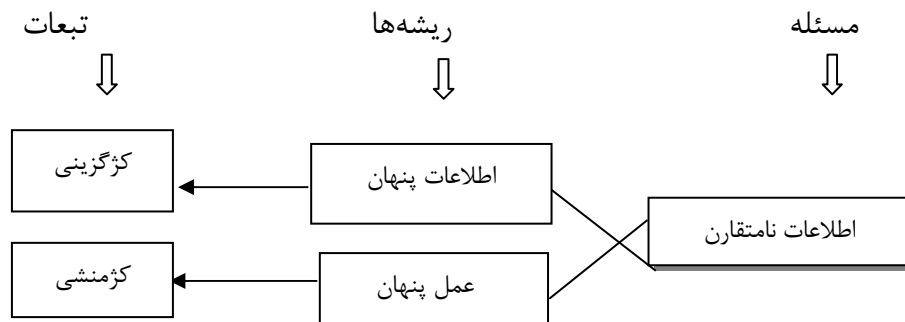 مسئله
ریشه‌ها
تبعات
اطلاعات پنهان
کژگزینی
اطلاعات نامتقارن
عمل پنهان
کژمنشی